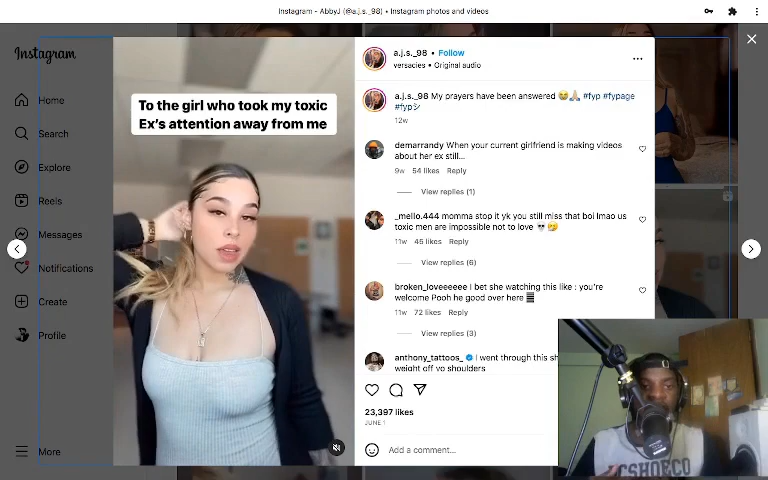 Instagram - AbbyJ (@a.j.s._98) • Instagram photos and videos
Instagram
Home
Search
Explore
Reels
Messages
Notifications
Create
Profile
More
To the girl who took my toxic
Ex's attention away from me
a.j.s._98 • Follow
versacies • Original audio
a.j.s._98 My prayers have been answered 😭🙏🏼 #fyp #fypage
#fypシ
12w
demarrandy When your current girlfriend is making videos
about her ex still...
9w 54 likes Reply
View replies (1)
_mello.444 momma stop it yk you still miss that boi lmao us
toxic men are impossible not to love
11w 45 likes Reply
View replies (6)
broken_loveeeeee I bet she watching this like : you're
welcome Pooh he good over here
11w 72 likes Reply
View replies (3)
anthony_tattoos_ I went through this sh
weight off yo shoulders
23,397 likes
JUNE 1
Add a comment...